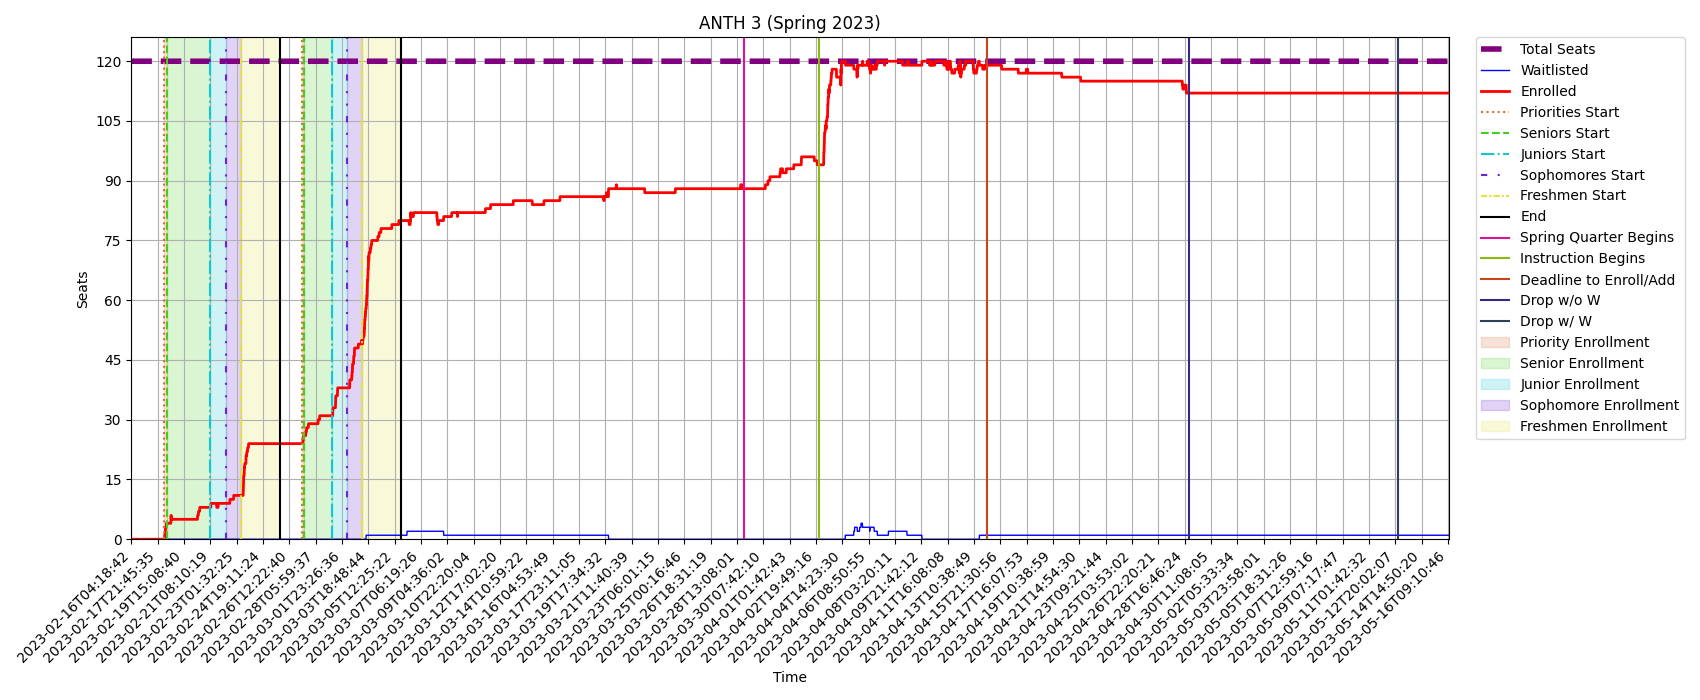 ANTH 3 (Spring 2023)
120
105
90
75
60
45
30
15
0
Seats
2023-02-16T04:18:42
2023-02-17T21:45:35
2023-02-19T15:08:40
2023-02-21T08:10:19
2023-02-23T01:32:25
2023-02-24T19:11:24
2023-02-26T12:22:40
2023-02-28T05:59:37
2023-03-01T23:26:36
2023-03-03T18:48:44
2023-03-05T12:25:22
2023-03-07T06:19:26
2023-03-09T04:36:02
2023-03-10T22:20:04
2023-03-12T17:02:20
2023-03-14T10:59:22
2023-03-16T04:53:49
2023-03-17T23:11:05
2023-03-19T17:34:32
2023-03-21T11:40:39
2023-03-23T06:01:15
2023-03-25T00:16:46
2023-03-26T18:31:19
2023-03-28T13:08:01
2023-03-30T07:42:10
2023-04-01T01:42:43
2023-04-02T19:49:16
2023-04-04T14:23:30
2023-04-06T08:50:55
2023-04-08T03:20:11
2023-04-09T21:42:12
2023-04-11T16:08:08
2023-04-13T10:38:49
2023-04-15T21:30:56
2023-04-17T16:07:53
2023-04-19T10:38:59
2023-04-21T14:54:30
2023-04-23T09:21:44
2023-04-25T03:53:02
2023-04-26T22:20:21
2023-04-28T16:46:24
2023-04-30T11:08:05
2023-05-02T05:33:34
2023-05-03T23:58:01
2023-05-05T18:31:26
2023-05-07T12:59:16
2023-05-09T07:17:47
2023-05-11T01:42:32
2023-05-12T20:02:07
2023-05-14T14:50:20
2023-05-16T09:10:46
Time
Total Seats
Waitlisted
Enrolled
Priorities Start
Seniors Start
Juniors Start
Sophomores Start
Freshmen Start
End
Spring Quarter Begins
Instruction Begins
Deadline to Enroll/Add
Drop w/o W
Drop w/ W
Priority Enrollment
Senior Enrollment
Junior Enrollment
Sophomore Enrollment
Freshmen Enrollment